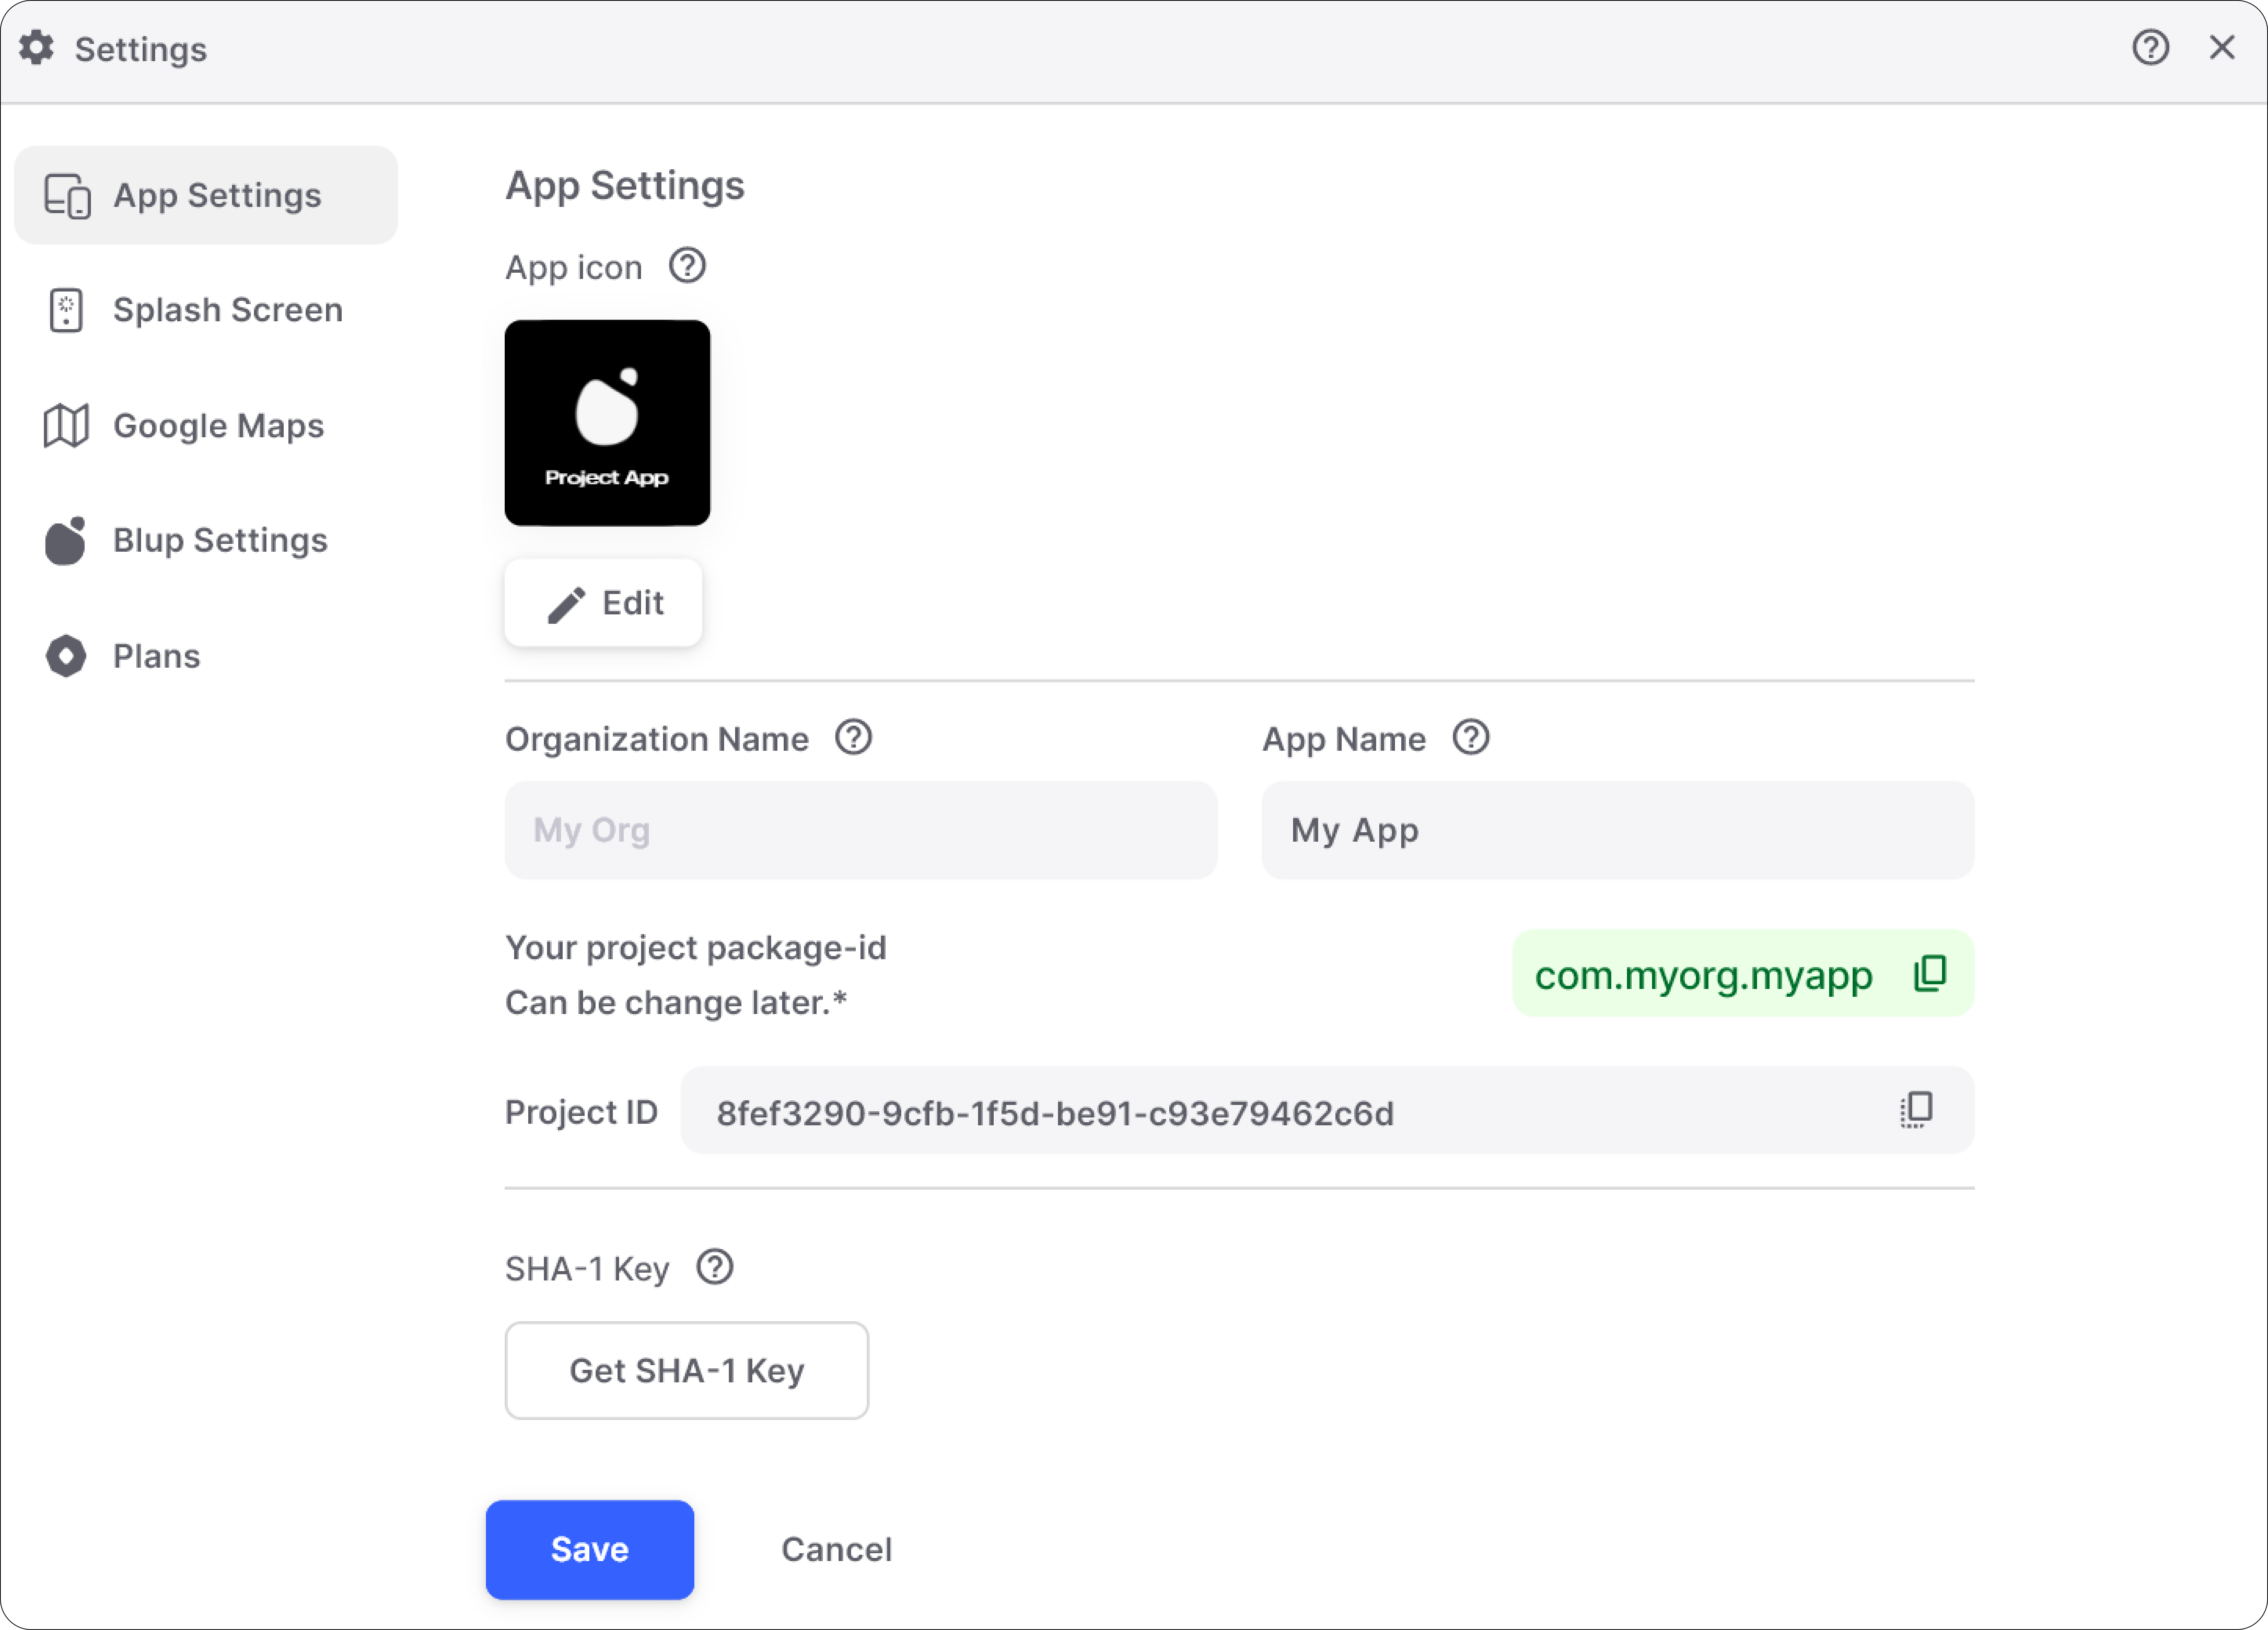 Settings
App Settings
Splash Screen
Google Maps
Blup Settings
Plans
App Settings
App icon
Project App
Edit
Organization Name
App Name
My Org
My App
Your project package-id
Can be change later.*
com.myorg.myapp
Project ID
8fef3290-9cfb-1f5d-be91-c93e79462c6d
SHA-1 Key
Get SHA-1 Key
Save
Cancel